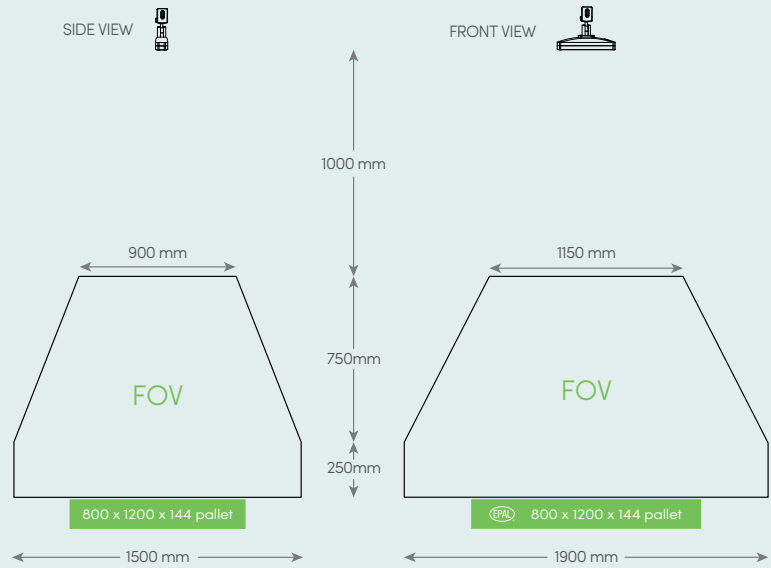 SIDE VIEW
FRONT VIEW
1000 mm
900 mm
1150 mm
750mm
FOV
FOV
250mm
800 x 1200 x 144 pallet
EPAL 800 x 1200 x 144 pallet
1500 mm
1900 mm